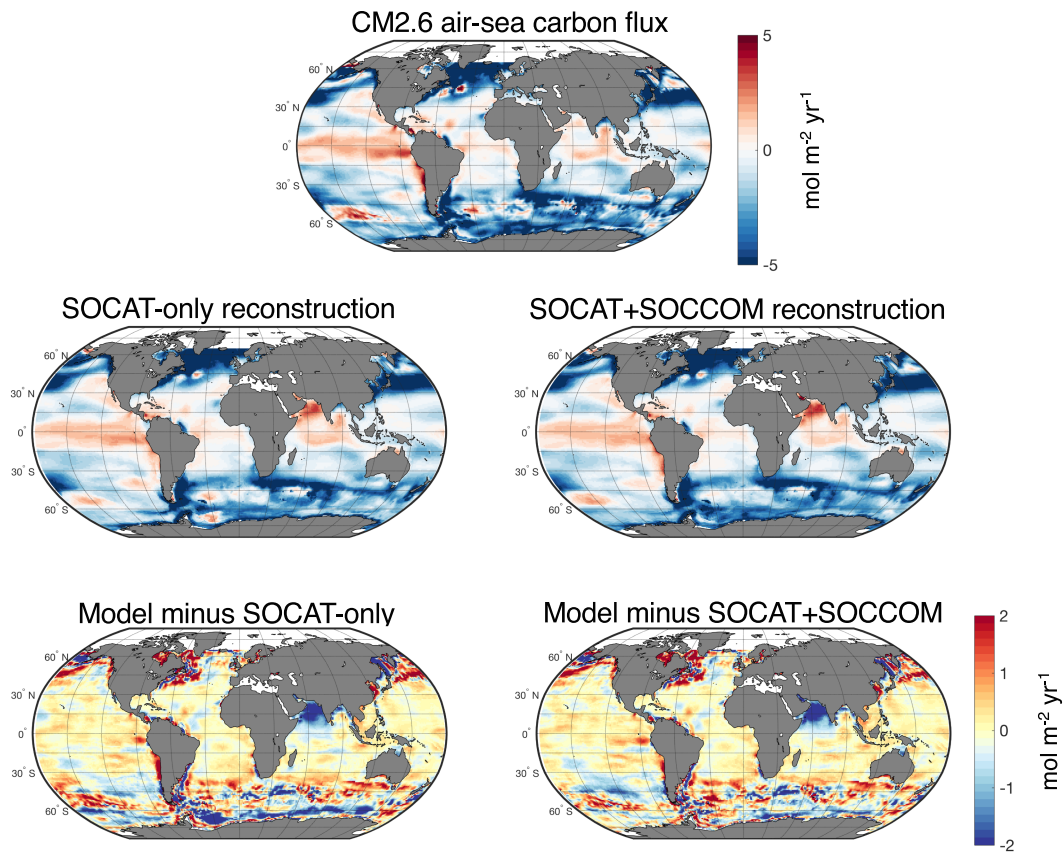 CM2.6 air-sea carbon flux
60° N
30° N
0°
30° S
60° S
5
0
-5
mol m-2 yr-1
SOCAT-only reconstruction
60° N
30° N
0°
30° S
60° S
SOCAT+SOCCOM reconstruction
60° N
30° N
0°
30° S
60° S
Model minus SOCAT-only
60° N
30° N
0°
30° S
60° S
Model minus SOCAT+SOCCOM
60° N
30° N
0°
30° S
60° S
2
1
0
-1
-2
mol m-2 yr-1